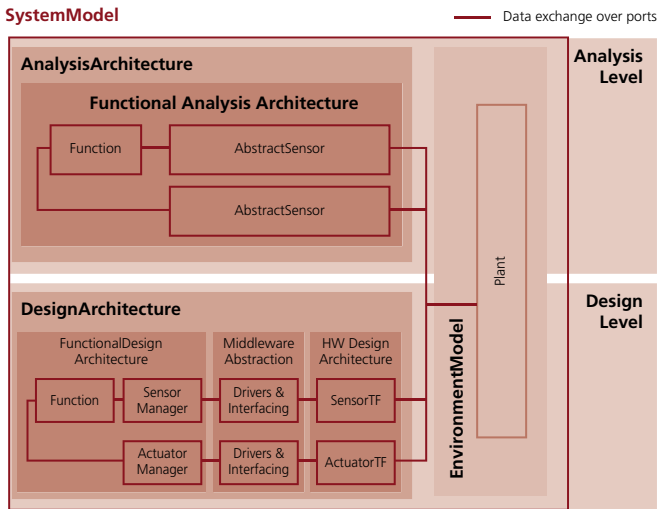 SystemModel
Data exchange over ports
AnalysisArchitecture
Analysis
Level
Functional Analysis Architecture
Function
AbstractSensor
AbstractSensor
Plant
EnvironmentModel
DesignArchitecture
Design
Level
FunctionalDesign
Architecture
Middleware
Abstraction
HW Design
Architecture
Function
Sensor
Manager
Drivers &
Interfacing
SensorTF
Actuator
Manager
Drivers &
Interfacing
ActuatorTF